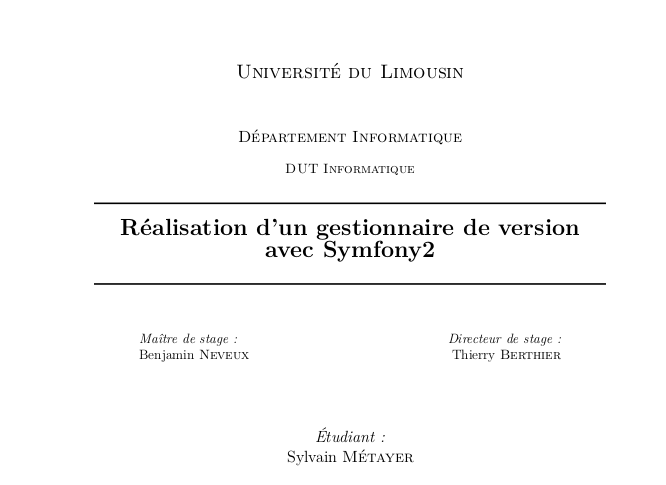 Université du Limousin
Département Informatique
DUT Informatique
Réalisation d'un gestionnaire de version
avec Symfony2
Maître de stage :
Benjamin Neveux
Directeur de stage :
Thierry Berthier
Étudiant :
Sylvain Métayer